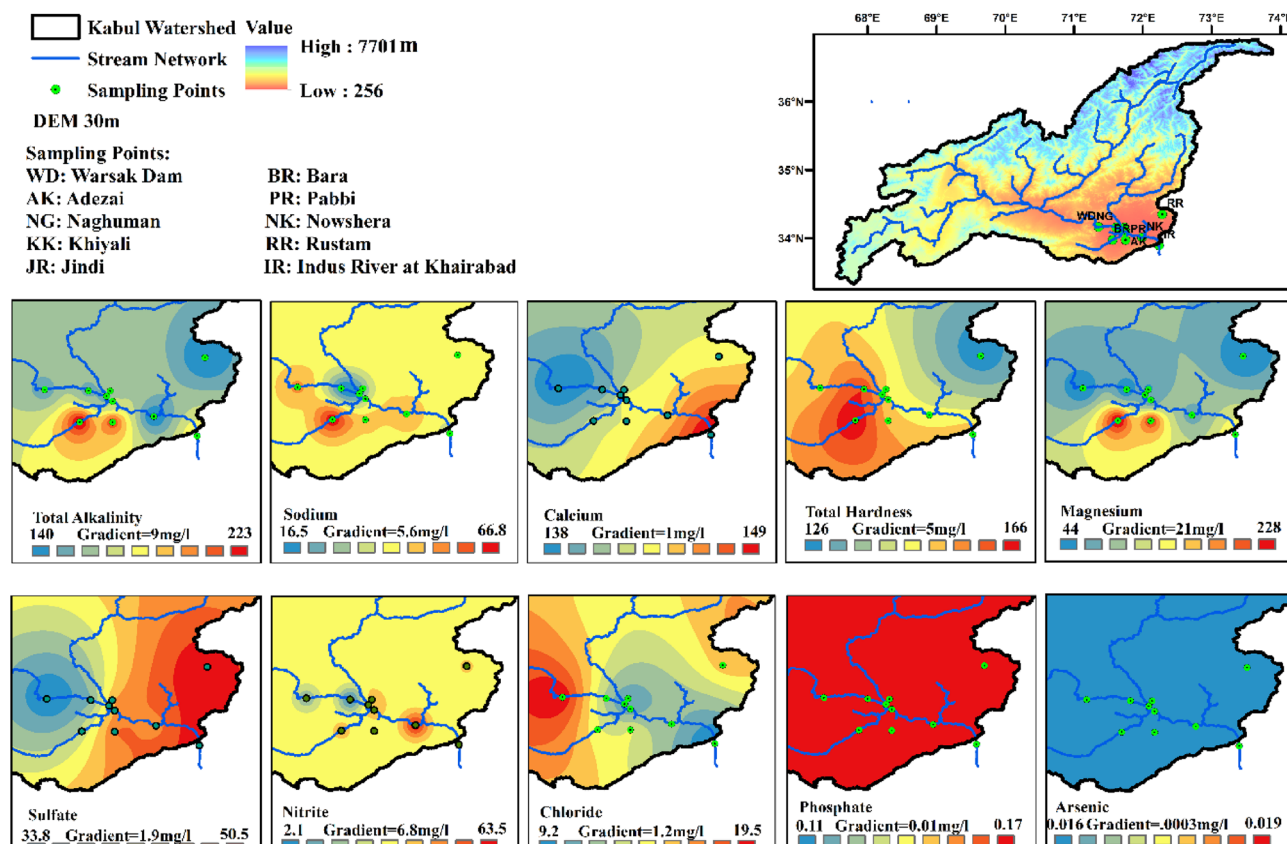 Kabul Watershed Value
Stream Network High : 7701 m
Sampling Points Low : 256
DEM 30m
Sampling Points:
WD: Warsak Dam BR: Bara
AK: Adezai PR: Pabbi
NG: Naghuman NK: Nowshera
KK: Khiyali RR: Rustam
JR: Jindi IR: Indus River at Khairabad
68°E 69°E 70°E 71°E 72°E 73°E 74°
36°N
35°N
34°N
RR
WDNG
BRPR NK
IR
AK
Total Alkalinity
140 Gradient=9mg/l 223
Sodium
16.5 Gradient=5.6mg/l 66.8
Calcium
138 Gradient=1mg/l 149
Total Hardness
126 Gradient=5mg/l 166
Magnesium
44 Gradient=21mg/l 228
Sulfate
33.8 Gradient=1.9mg/l 50.5
Nitrite
2.1 Gradient=6.8mg/l 63.5
Chloride
9.2 Gradient=1.2mg/l 19.5
Phosphate
0.11 Gradient=0.01mg/l 0.17
Arsenic
0.016 Gradient=.0003mg/l 0.019